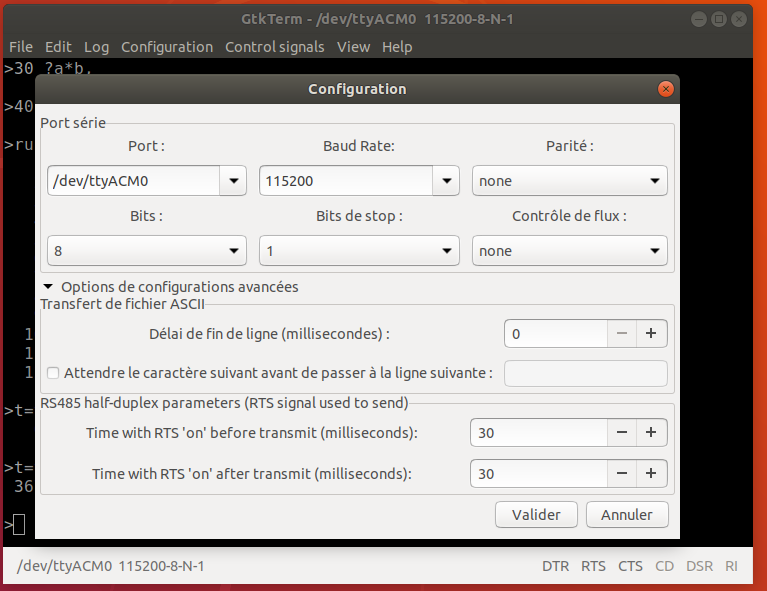 GtkTerm - /dev/ttyACM0 115200-8-N-1
File Edit Log Configuration Control signals View Help
>30 ?a*b.
Configuration
>40
Port série
>ru
Port : Baud Rate: Parité :
/dev/ttyACM0 115200 none
Bits : Bits de stop : Contrôle de flux :
8 1 none
Options de configurations avancées
Transfert de fichier ASCII
1 Délai de fin de ligne (millisecondes) : 0
1
1 Attendre le caractère suivant avant de passer à la ligne suivante :
RS485 half-duplex parameters (RTS signal used to send)
>t=
Time with RTS 'on' before transmit (milliseconds): 30
>t=
Time with RTS 'on' after transmit (milliseconds): 30
36
Valider Annuler
>
/dev/ttyACM0 115200-8-N-1 DTR RTS CTS CD DSR RI